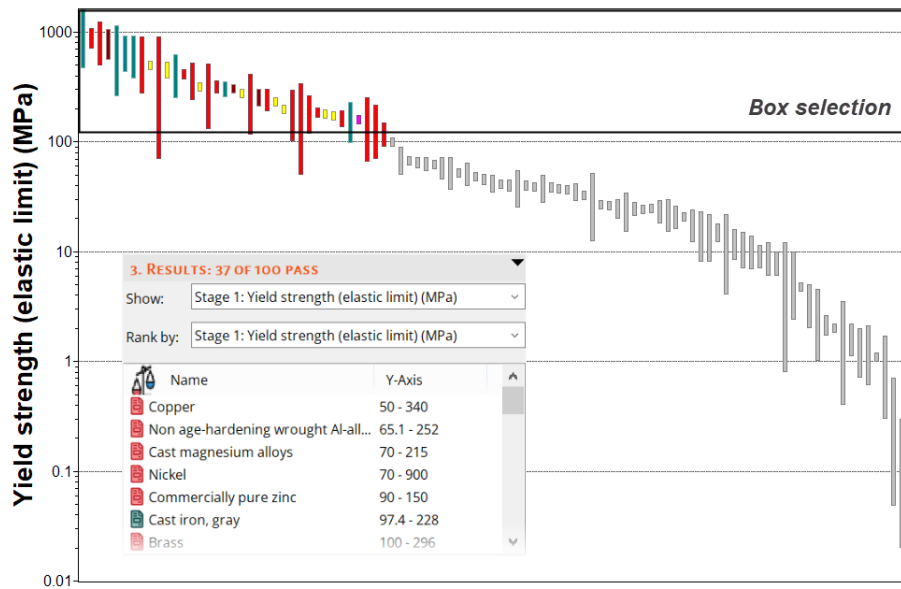 Yield strength (elastic limit) (MPa)
1000
100
10
1
0.1
0.01
Box selection
3. RESULTS: 37 OF 100 PASS
Show: Stage 1: Yield strength (elastic limit) (MPa)
Rank by: Stage 1: Yield strength (elastic limit) (MPa)
Name Y-Axis
Copper 50 - 340
Non age-hardening wrought Al-all... 65.1 - 252
Cast magnesium alloys 70 - 215
Nickel 70 - 900
Commercially pure zinc 90 - 150
Cast iron, gray 97.4 - 228
Brass 100 - 296